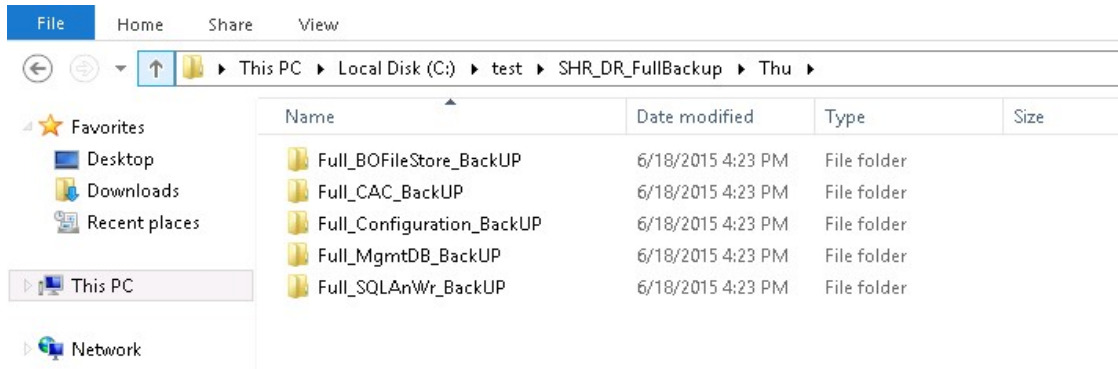 File Home Share View
This PC Local Disk (C:) test SHR_DR_FullBackup Thu
Favorites
Desktop
Downloads
Recent places
This PC
Network
Name Date modified Type Size
Full_BOFileStore_BackUP 6/18/2015 4:23 PM File folder
Full_CAC_BackUP 6/18/2015 4:23 PM File folder
Full_Configuration_BackUP 6/18/2015 4:23 PM File folder
Full_MgmtDB_BackUP 6/18/2015 4:23 PM File folder
Full_SQLAnWr_BackUP 6/18/2015 4:23 PM File folder